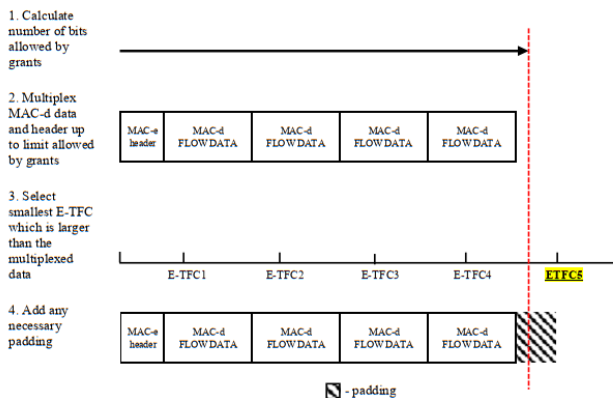 1. Calculate
number of bits
allowed by
grants
2. Multiplex
MAC-d data
and header up
to limit allowed
by grants
MAC-e
header
MAC-d
FLOWDATA
MAC-d
FLOWDATA
MAC-d
FLOWDATA
MAC-d
FLOWDATA
3. Select
smallest E-TFC
which is larger
than the
multiplexed
data
E-TFC1
E-TFC2
E-TFC3
E-TFC4
ETFC5
4. Add any
necessary
padding
MAC-e
header
MAC-d
FLOWDATA
MAC-d
FLOWDATA
MAC-d
FLOWDATA
MAC-d
FLOWDATA
- padding